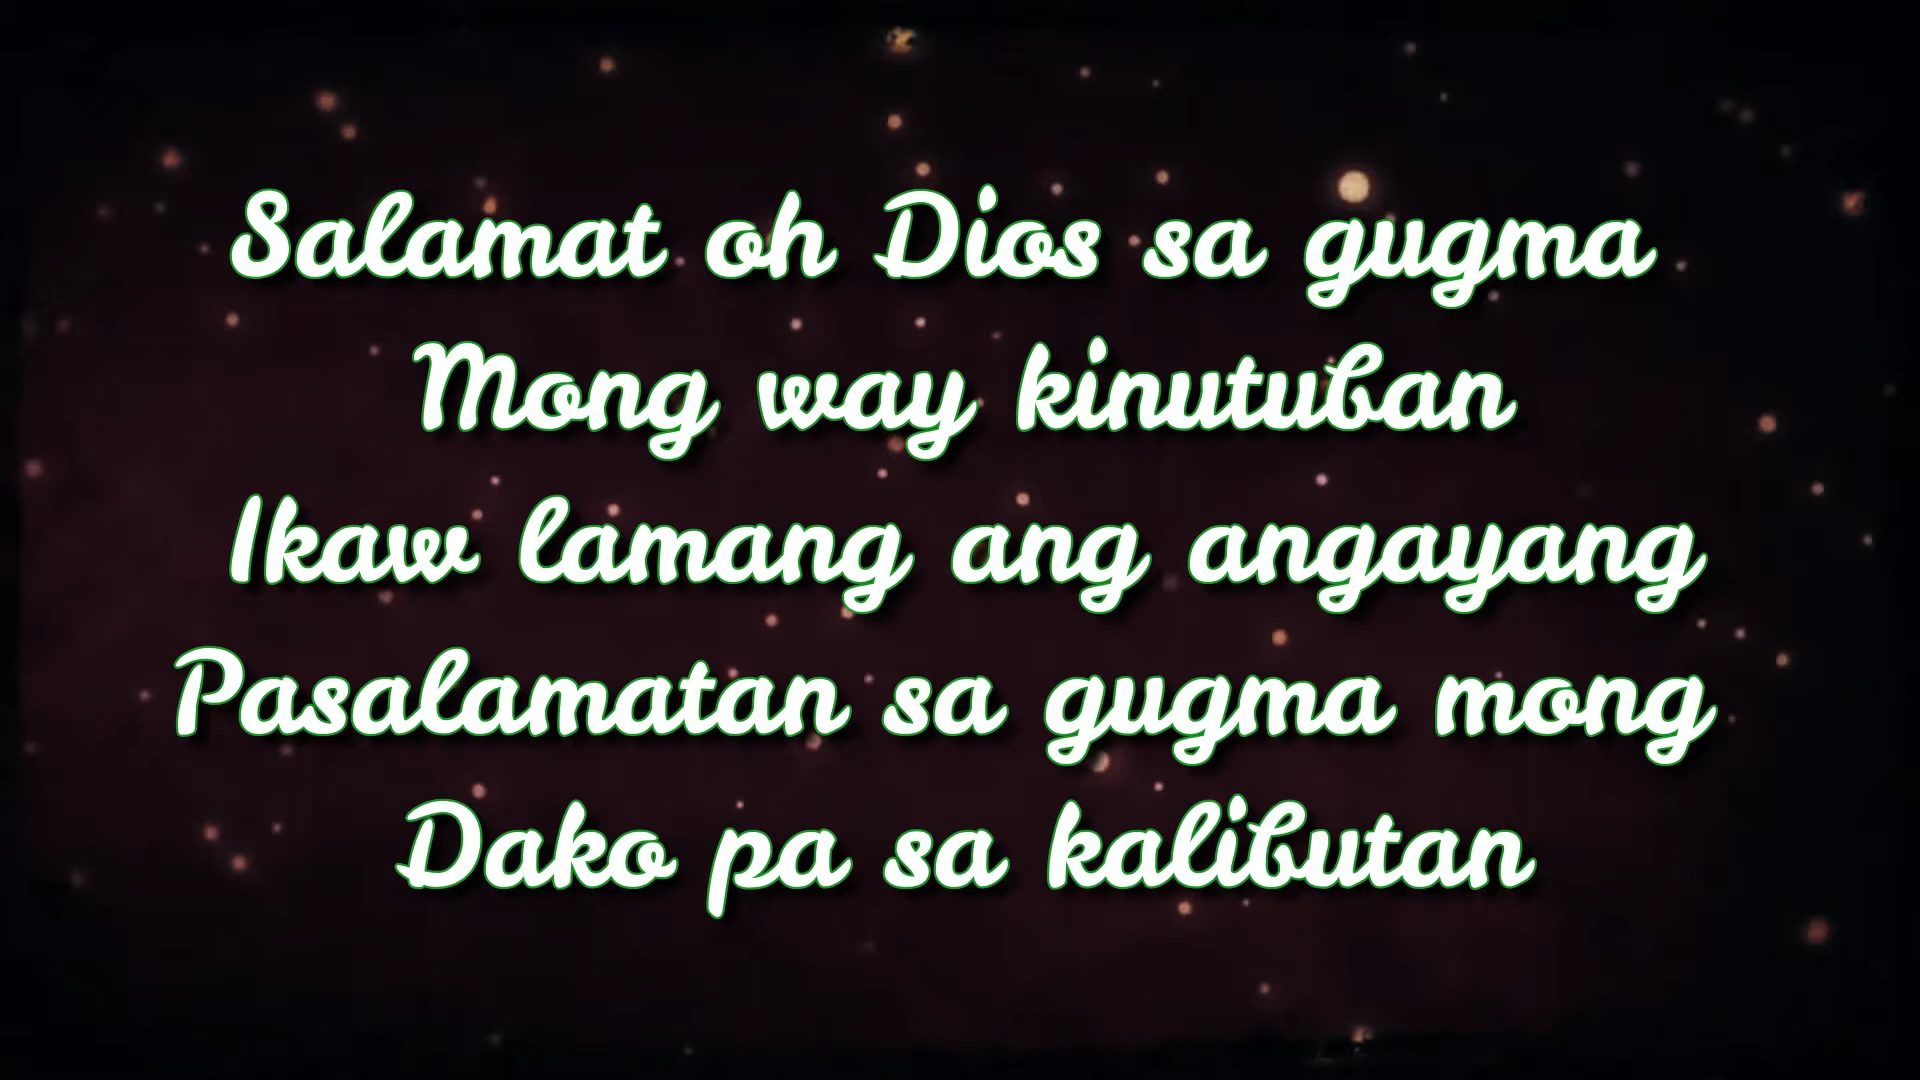 Salamat oh Dios sa gugma
Mong way kinutuban
Ikaw lamang ang angayang
Pasalamatan sa gugma mong
Dako pa sa kalibutan